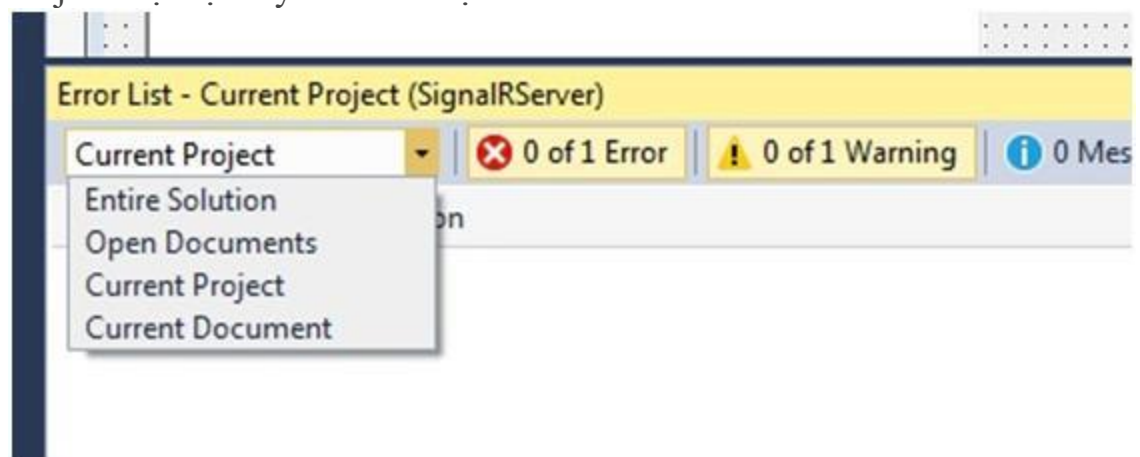 Error List - Current Project (SignalRServer)
Current Project 0 of 1 Error 0 of 1 Warning 0 Mes
Entire Solution
Open Documents
Current Project
Current Document